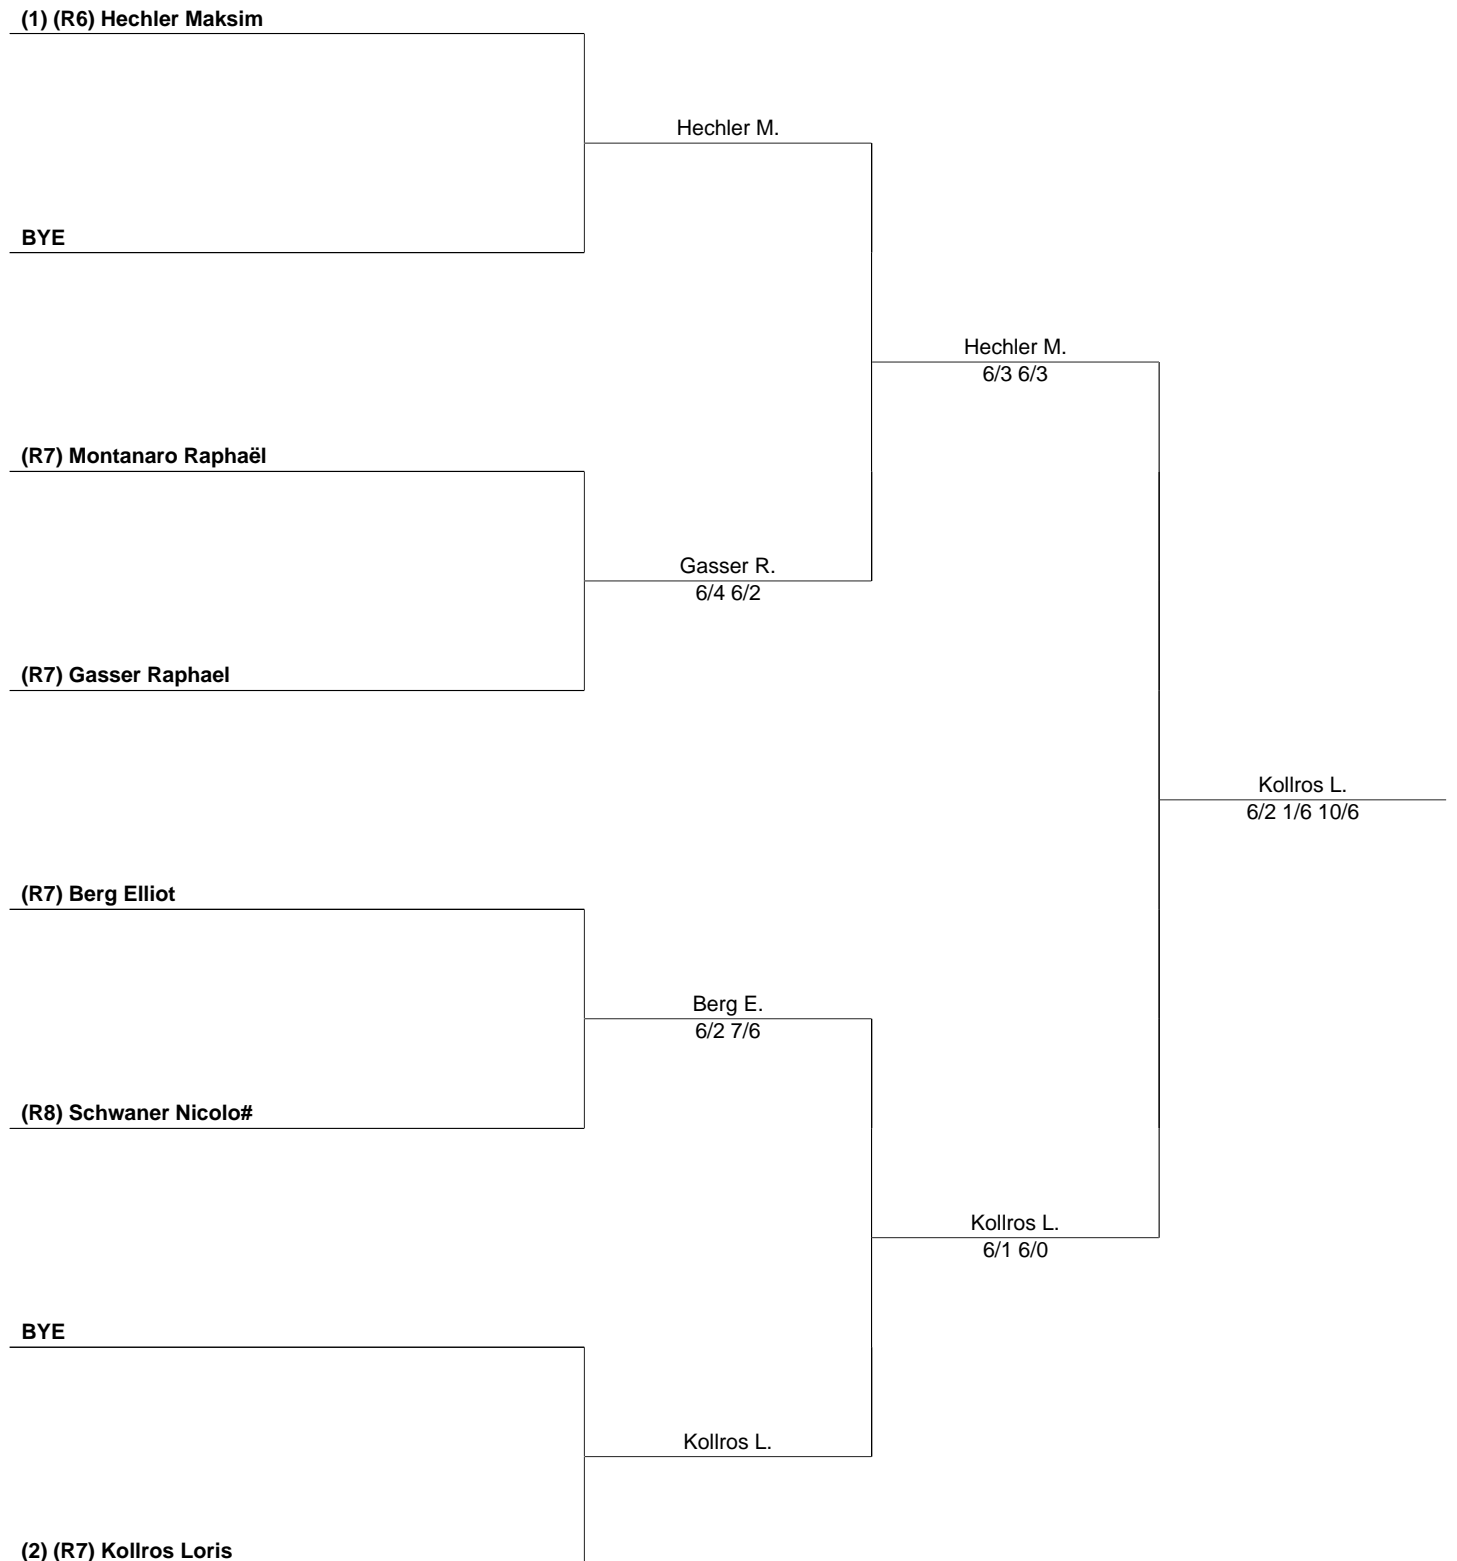 (1) (R6) Hechler Maksim
Hechler M.
BYE
Hechler M.
6/3 6/3
(R7) Montanaro Raphaël
Gasser R.
6/4 6/2
(R7) Gasser Raphael
Kollros L.
6/2 1/6 10/6
(R7) Berg Elliot
Berg E.
6/2 7/6
(R8) Schwaner Nicolo#
Kollros L.
6/1 6/0
BYE
Kollros L.
(2) (R7) Kollros Loris